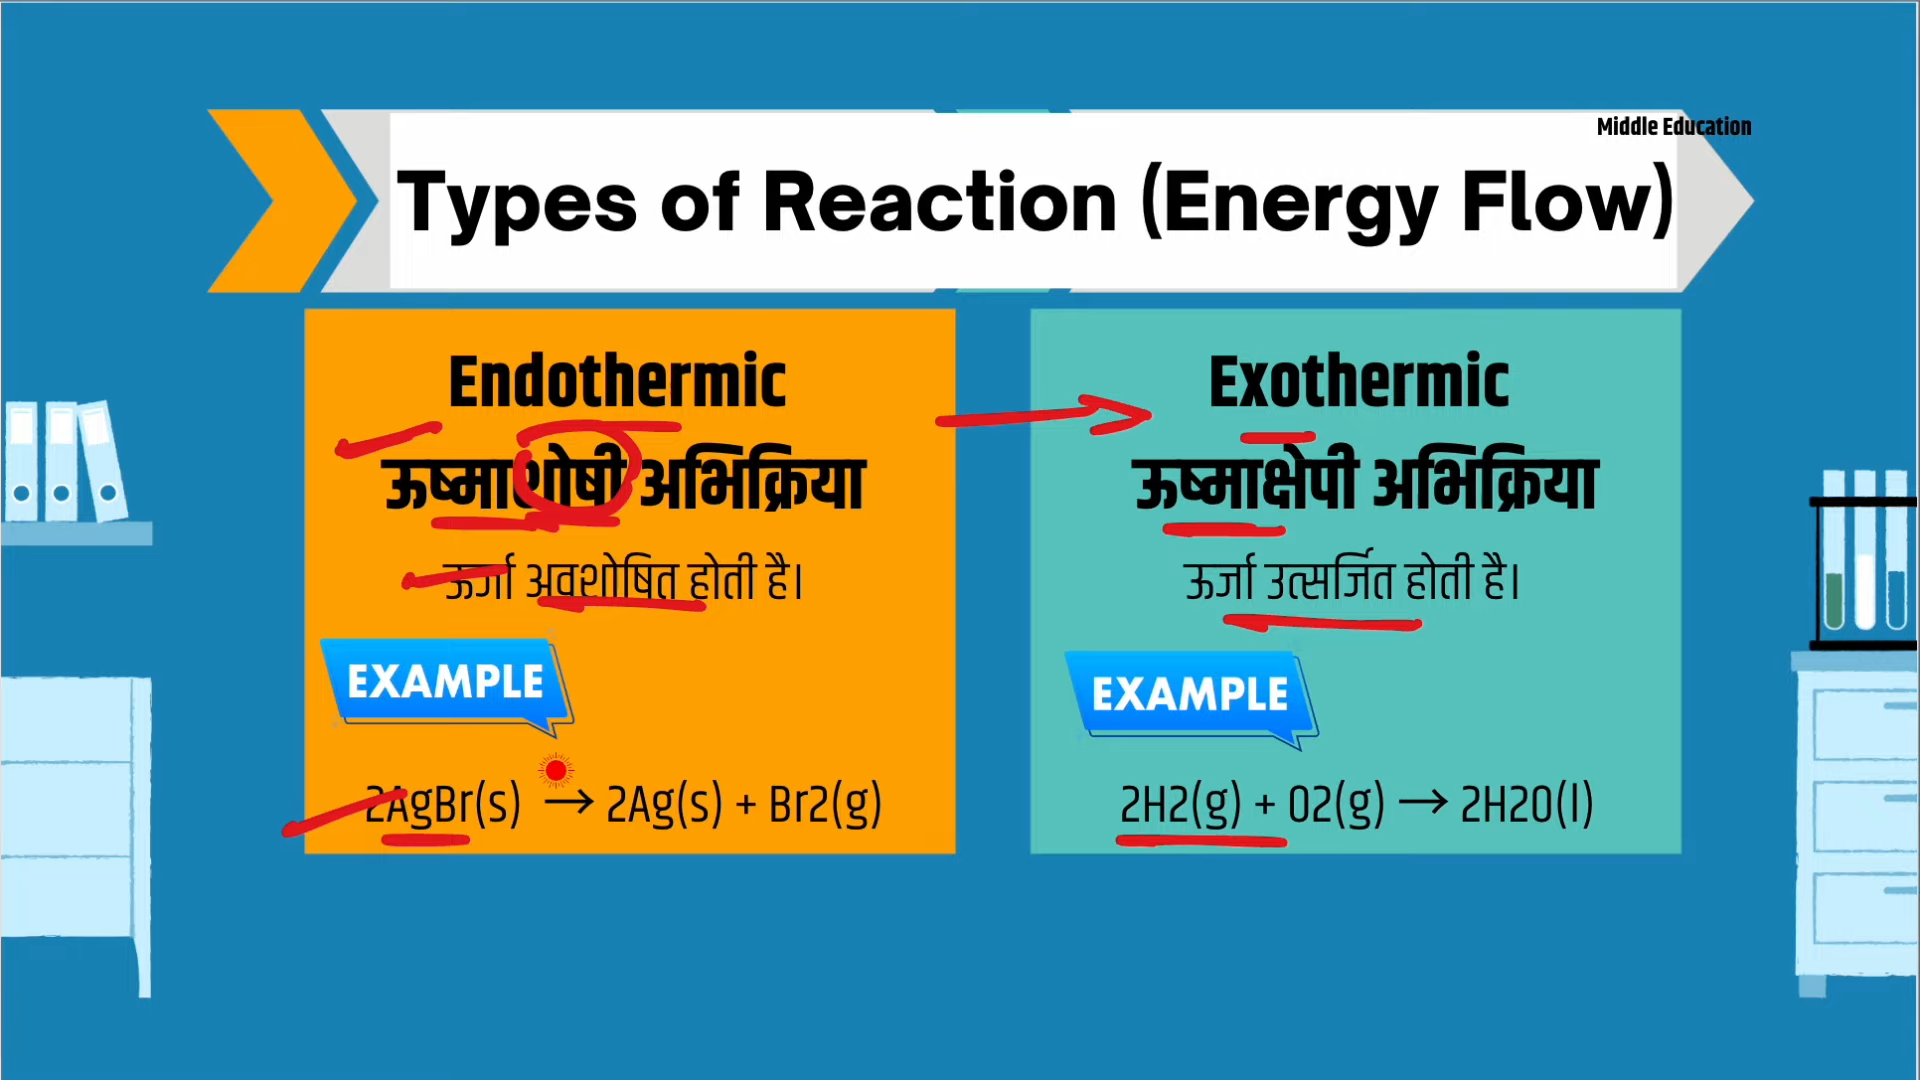 Middle Education
Types of Reaction (Energy Flow)
Endothermic
ऊष्माशोषी अभिक्रिया
ऊर्जा अवशोषित होती है।
EXAMPLE
2AgBr(s) → 2Ag(s) + Br2(g)
Exothermic
ऊष्माक्षेपी अभिक्रिया
ऊर्जा उत्सर्जित होती है।
EXAMPLE
2H2(g) + O2(g) → 2H2O(l)